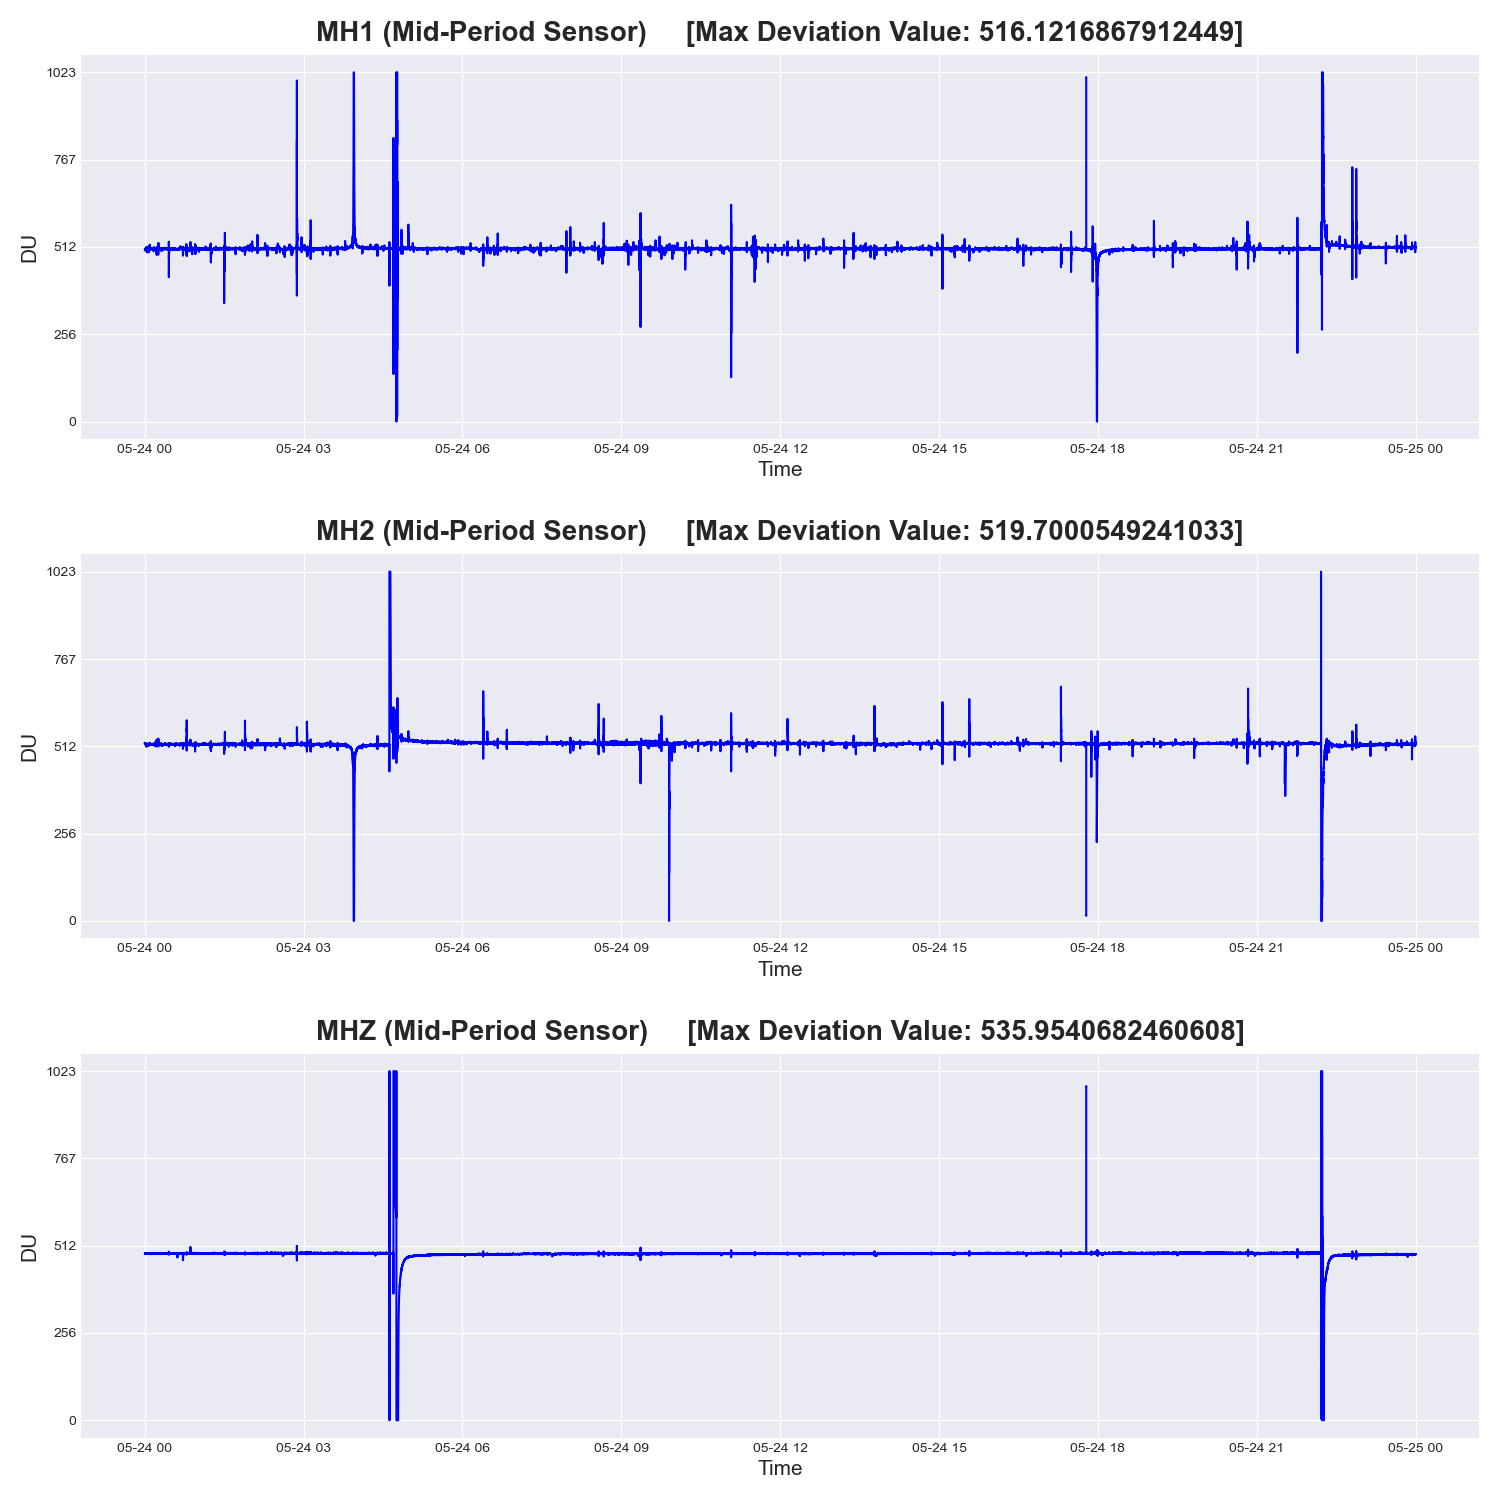 MH1 (Mid-Period Sensor) [Max Deviation Value: 516.1216867912449]
1023
767
512
256
0
DU
05-24 00 05-24 03 05-24 06 05-24 09 05-24 12 05-24 15 05-24 18 05-24 21 05-25 00
Time
MH2 (Mid-Period Sensor) [Max Deviation Value: 519.7000549241033]
1023
767
512
256
0
DU
05-24 00 05-24 03 05-24 06 05-24 09 05-24 12 05-24 15 05-24 18 05-24 21 05-25 00
Time
MHZ (Mid-Period Sensor) [Max Deviation Value: 535.9540682460608]
1023
767
512
256
0
DU
05-24 00 05-24 03 05-24 06 05-24 09 05-24 12 05-24 15 05-24 18 05-24 21 05-25 00
Time